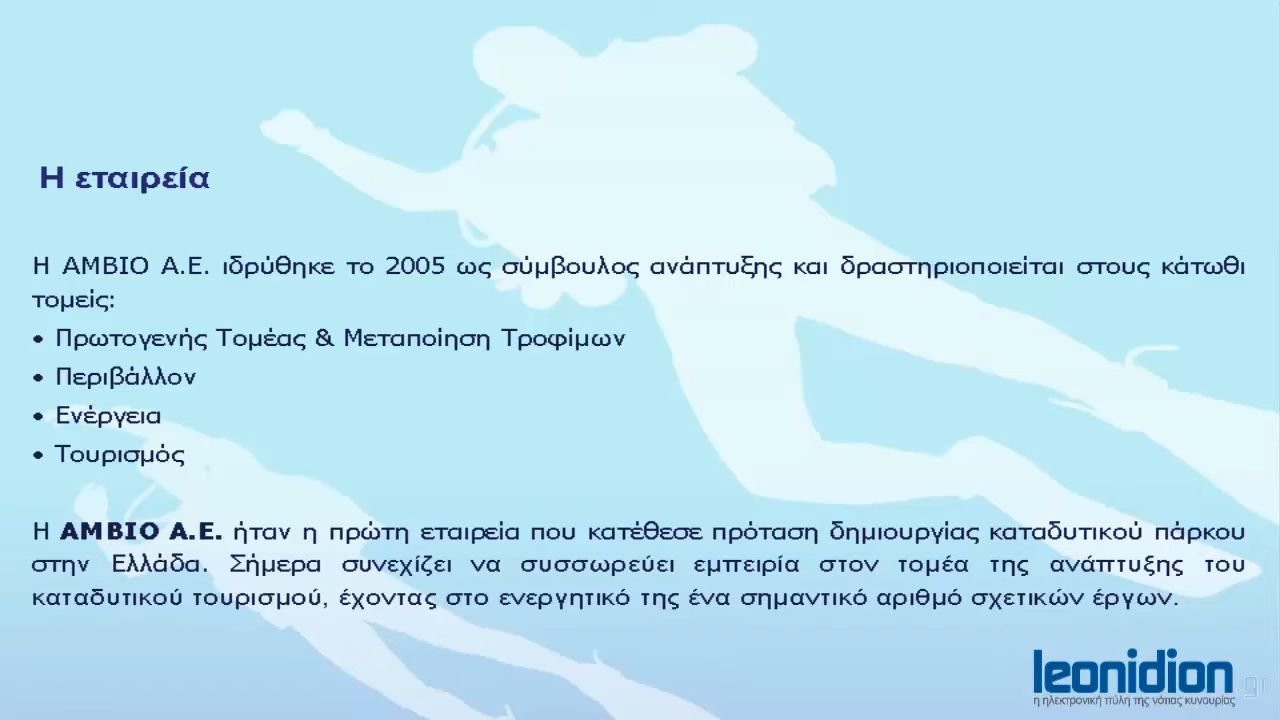 Η εταιρεία
Η ΑΜΒΙΟ Α.Ε. ιδρύθηκε το 2005 ως σύμβουλος ανάπτυξης και δραστηριοποιείται στους κάτωθι
τομείς:
• Πρωτογενής Τομέας & Μεταποίηση Τροφίμων
• Περιβάλλον
• Ενέργεια
• Τουρισμός
Η ΑΜΒΙΟ Α.Ε. ήταν η πρώτη εταιρεία που κατέθεσε πρόταση δημιουργίας καταδυτικού πάρκου
στην Ελλάδα. Σήμερα συνεχίζει να συσσωρεύει εμπειρία στον τομέα της ανάπτυξης του
καταδυτικού τουρισμού, έχοντας στο ενεργητικό της ένα σημαντικό αριθμό σχετικών έργων.
leonidion.gr
η ηλεκτρονική πύλη της νότιας κυνουρίας